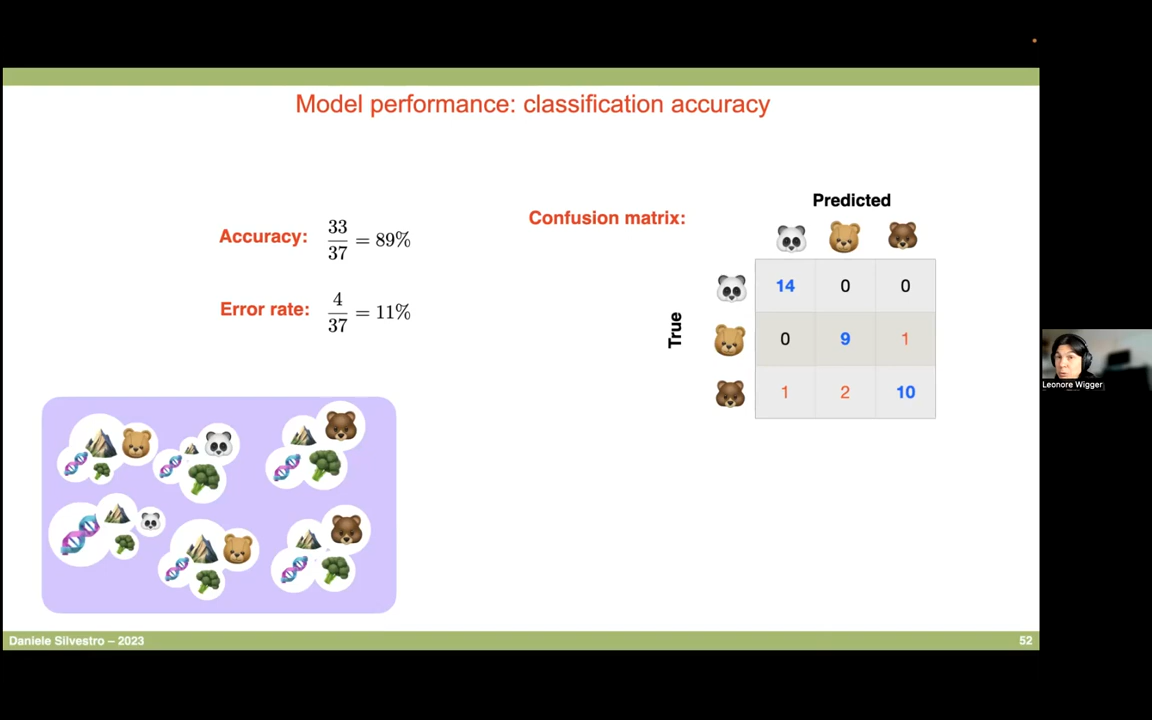 Model performance: classification accuracy
Accuracy: 33/37 = 89%
Error rate: 4/37 = 11%
Confusion matrix:
Predicted
True
14 0 0
0 9 1
1 2 10
Leonore Wigger
Daniele Silvestro – 2023
52